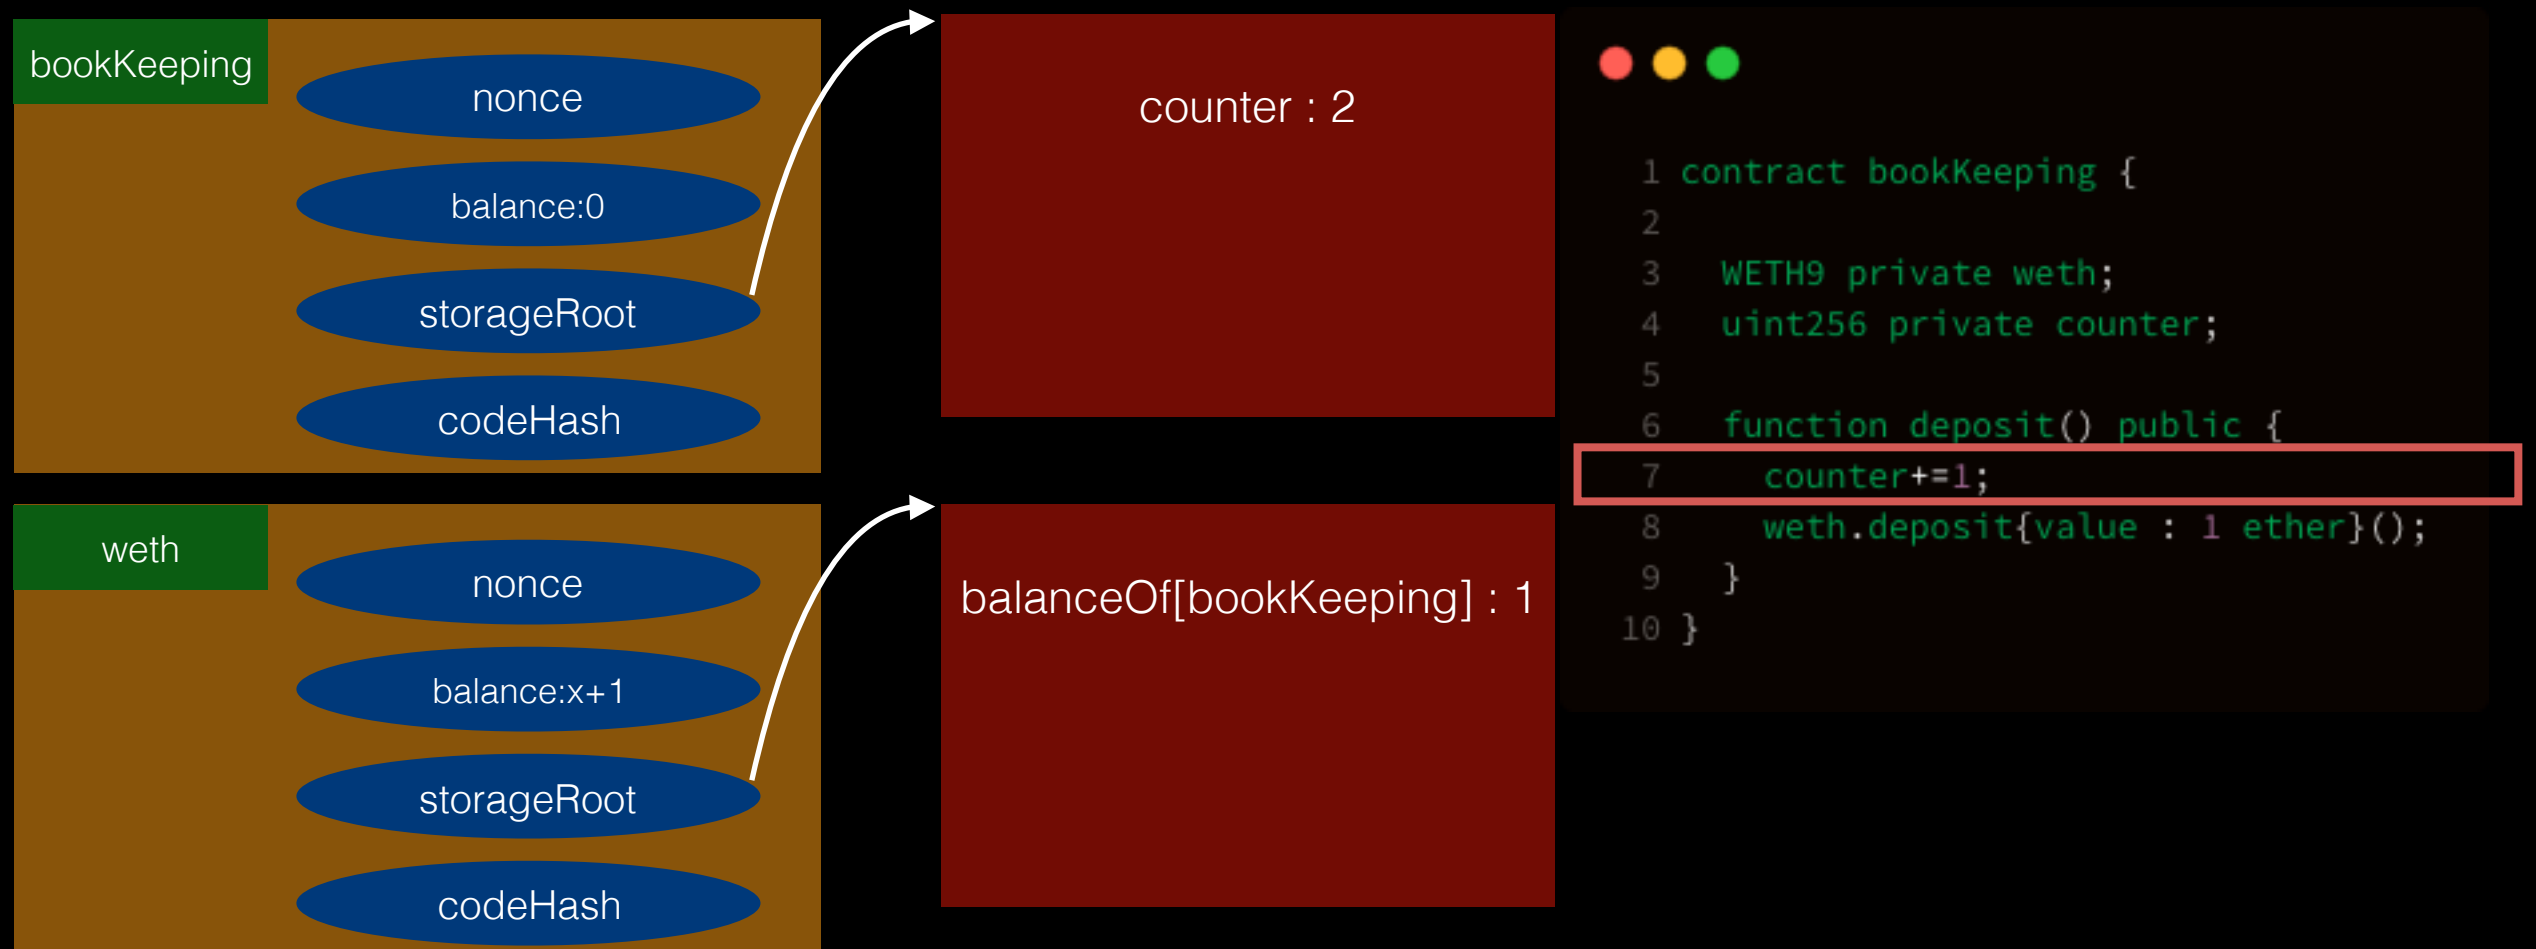 bookKeeping
nonce
balance:0
storageRoot
codeHash
counter : 2
weth
nonce
balance:x+1
storageRoot
codeHash
balanceOf[bookKeeping] : 1
1 contract bookKeeping {
2
3 WETH9 private weth;
4 uint256 private counter;
5
6 function deposit() public {
7 counter+=1;
8 weth.deposit{value : 1 ether}();
9 }
10 }